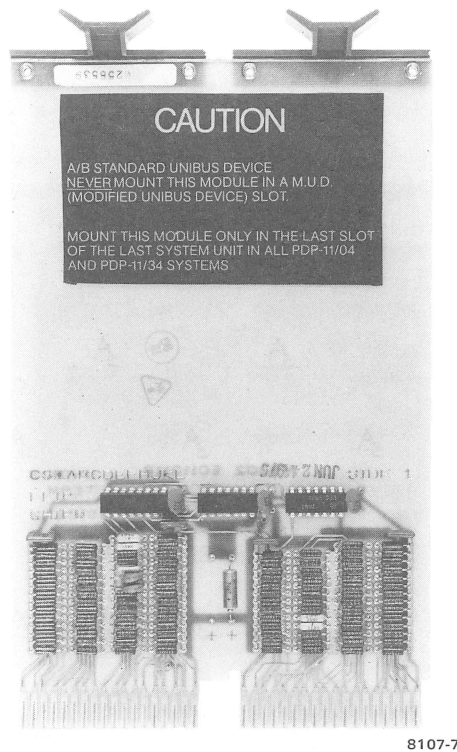 CAUTION
A/B STANDARD UNIBUS DEVICE
NEVER MOUNT THIS MODULE IN A M.U.D.
(MODIFIED UNIBUS DEVICE) SLOT.
MOUNT THIS MODULE ONLY IN THE LAST SLOT
OF THE LAST SYSTEM UNIT IN ALL PDP-11/04
AND PDP-11/34 SYSTEMS
SIDE 1
8107-7